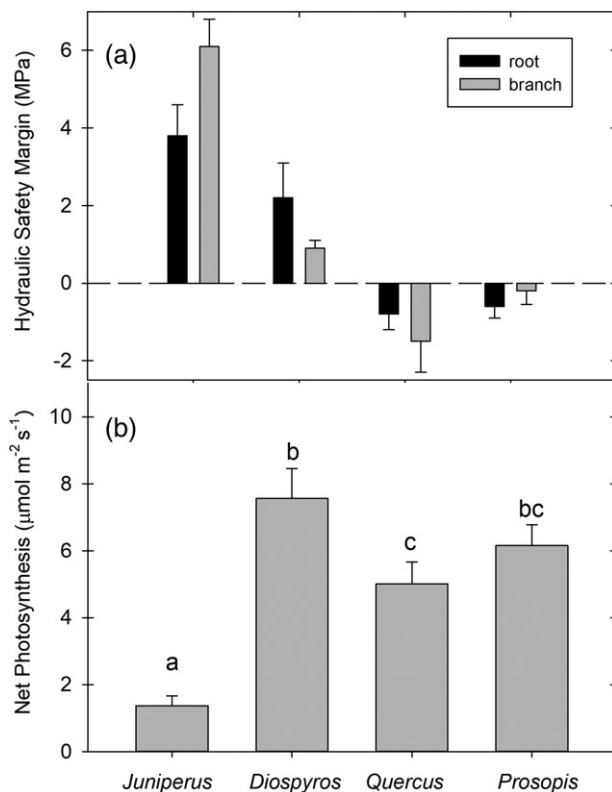 (a)
root
branch
Hydraulic Safety Margin (MPa)
6
4
2
0
-2
(b)
Net Photosynthesis (μmol m⁻² s⁻¹)
10
8
6
4
2
0
a
b
c
bc
Juniperus Diospyros Quercus Prosopis